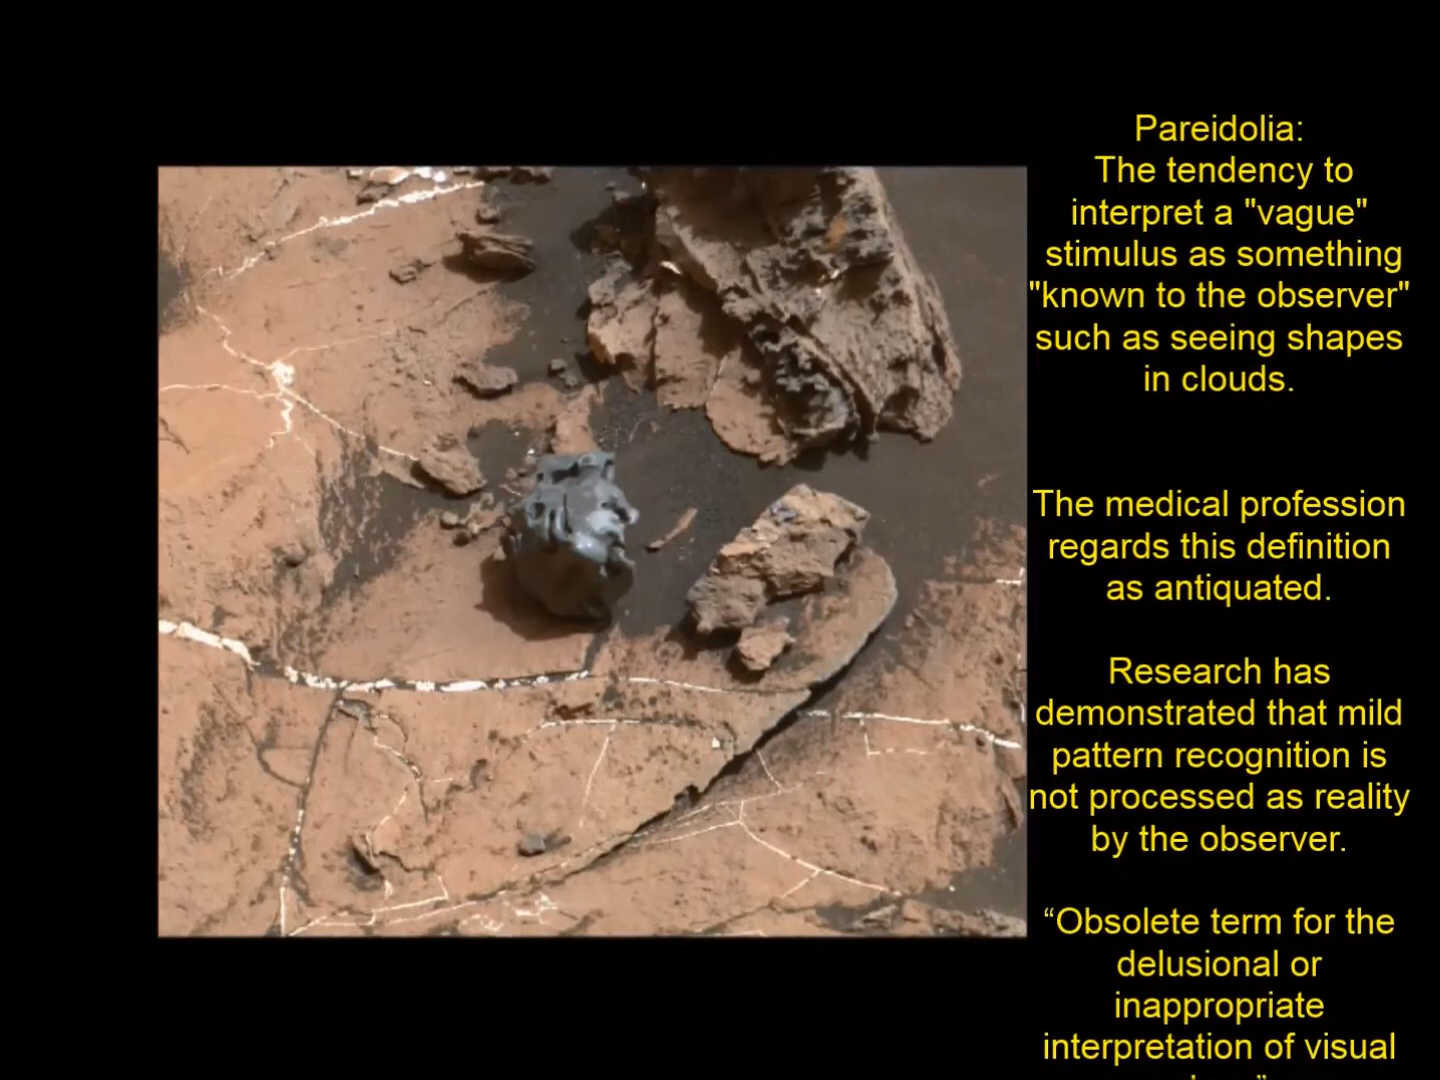 Pareidolia:
The tendency to
interpret a "vague"
stimulus as something
"known to the observer"
such as seeing shapes
in clouds.
The medical profession
regards this definition
as antiquated.
Research has
demonstrated that mild
pattern recognition is
not processed as reality
by the observer.
“Obsolete term for the
delusional or
inappropriate
interpretation of visual